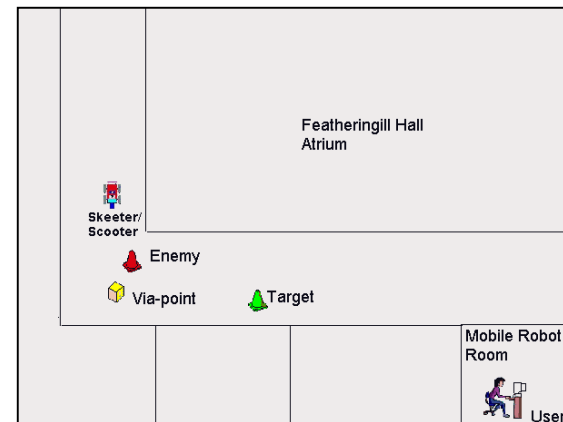 Featheringill Hall
Atrium
Skeeter/
Scooter
Enemy
Via-point
Target
Mobile Robot
Room
User